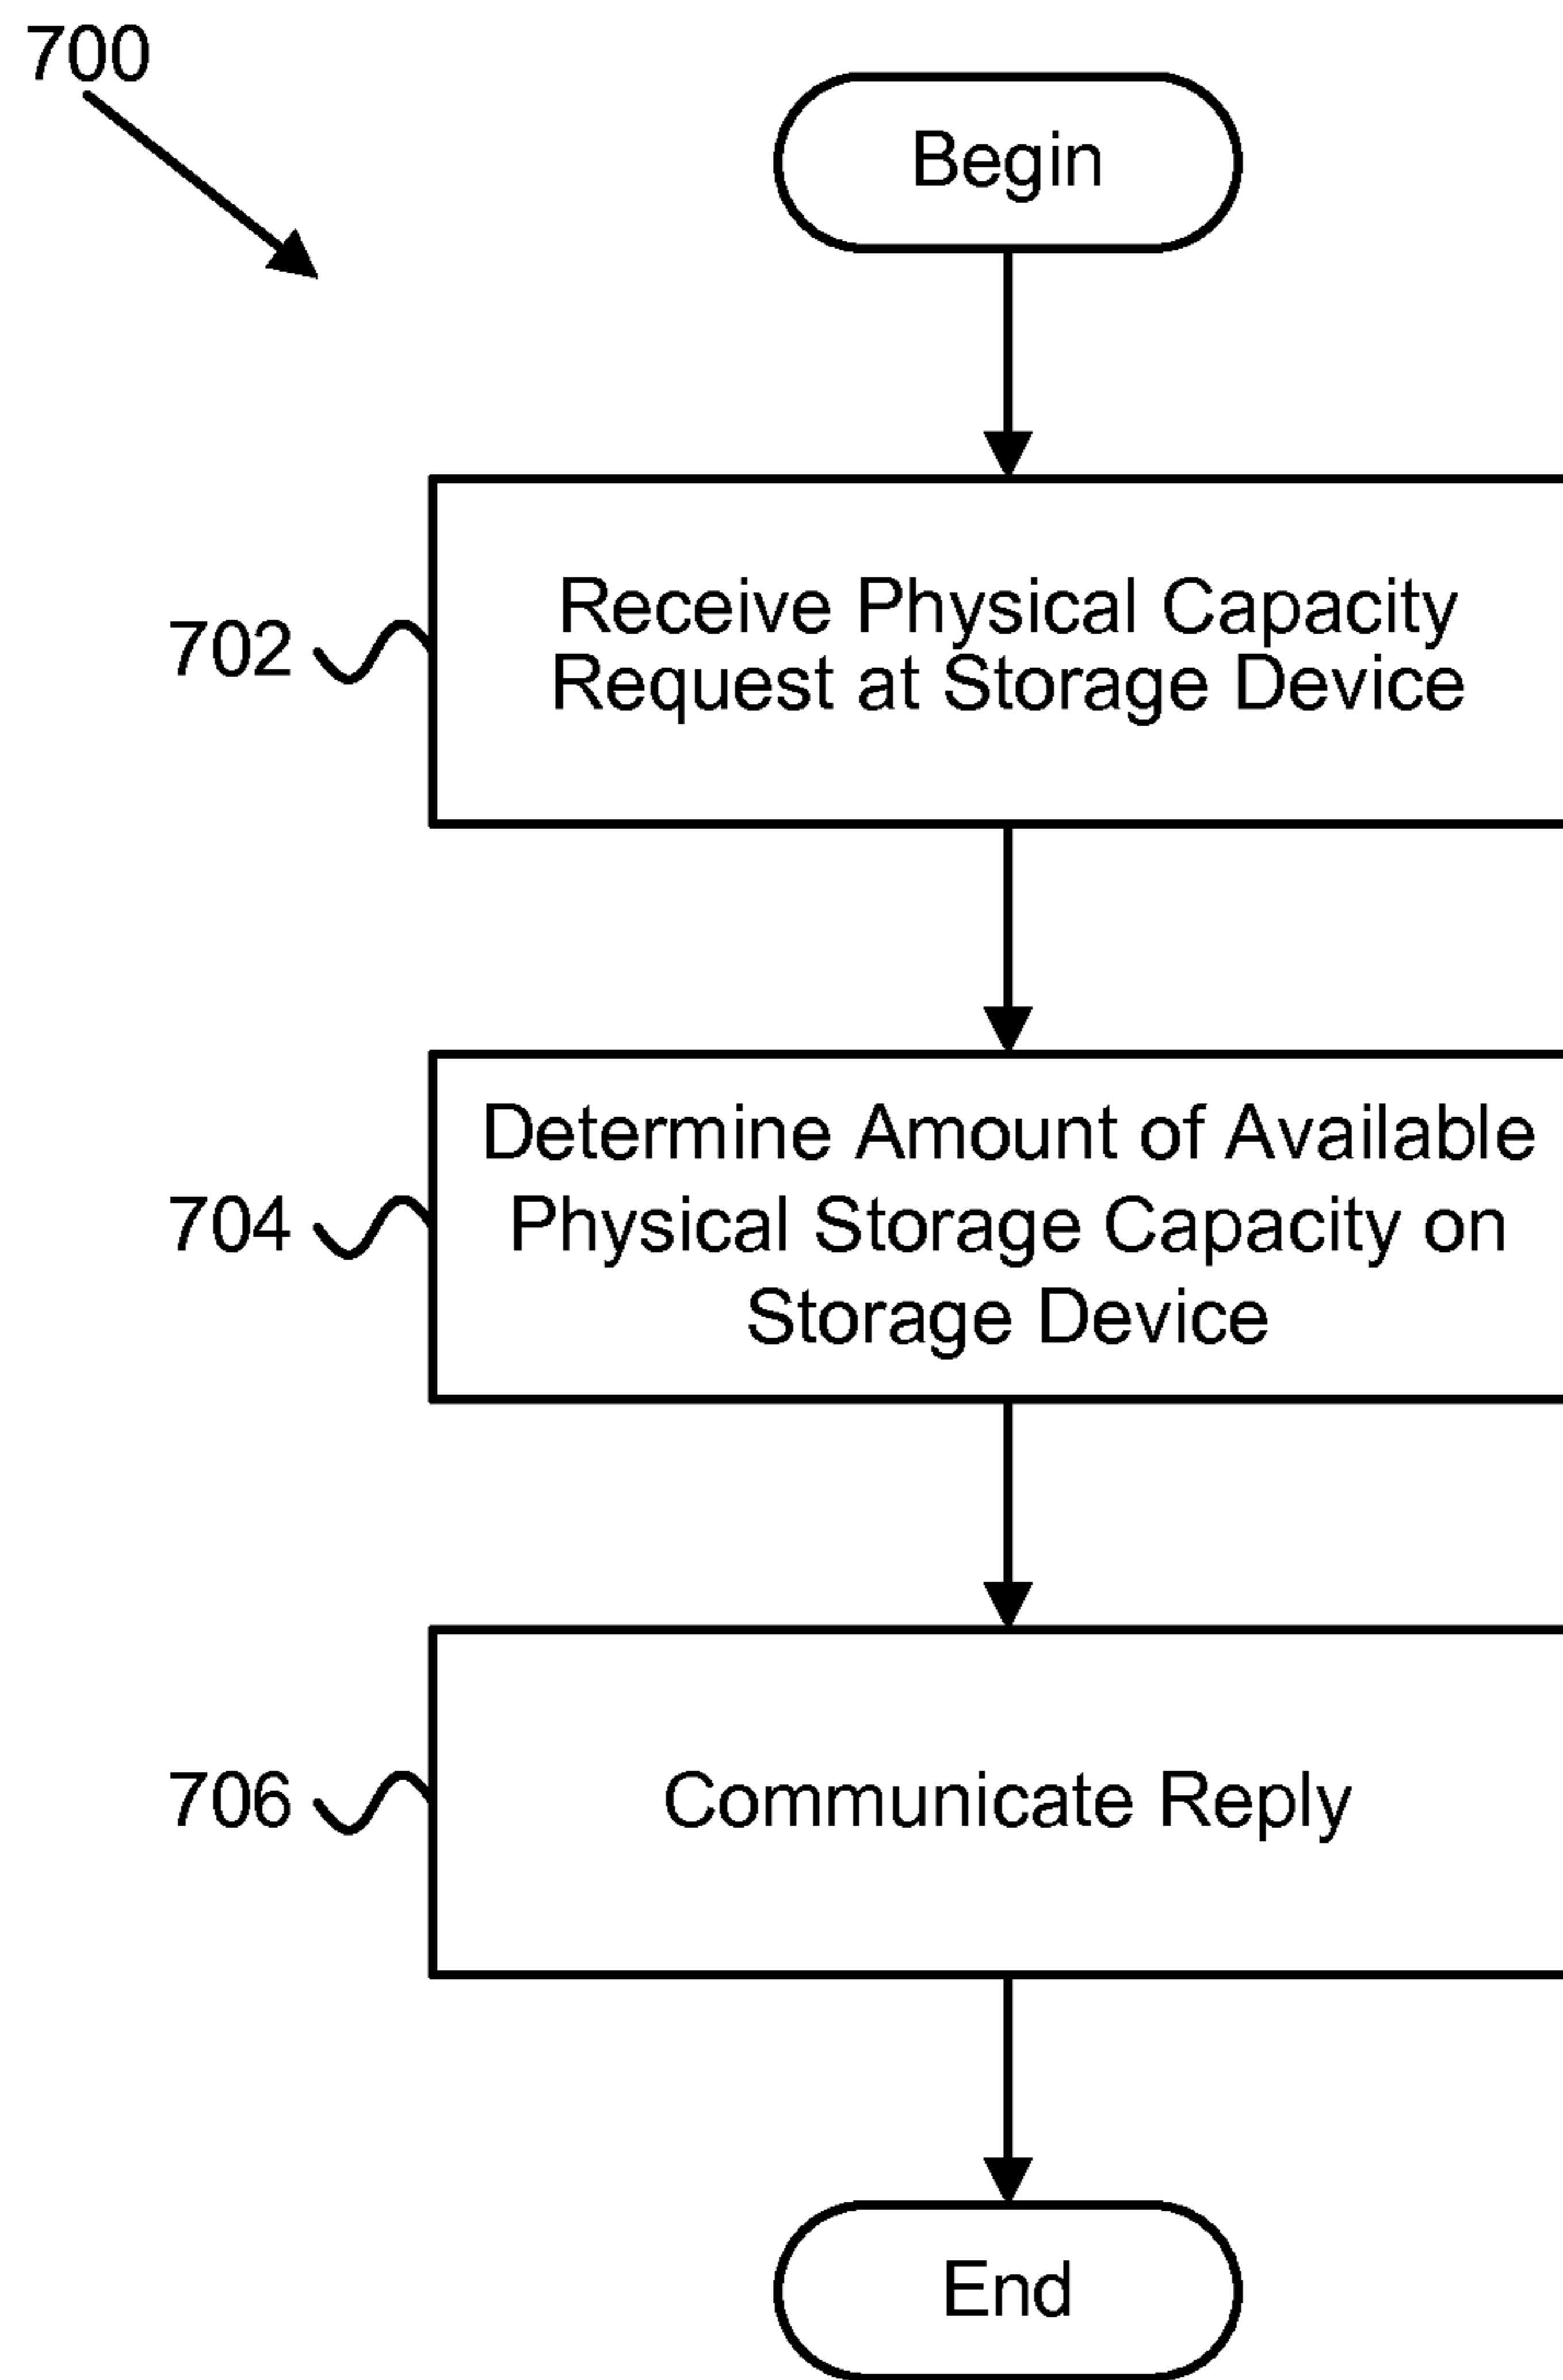 700
Begin
702
Receive Physical Capacity
Request at Storage Device
704
Determine Amount of Available
Physical Storage Capacity on
Storage Device
706
Communicate Reply
End